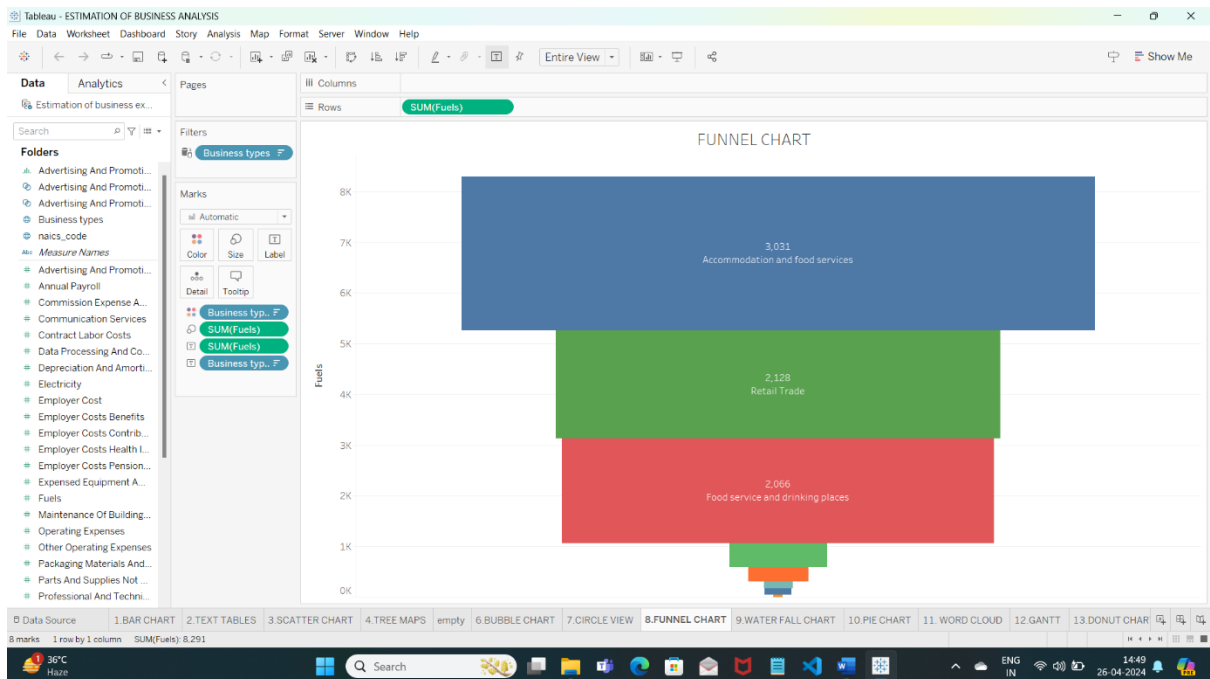 Tableau - ESTIMATION OF BUSINESS ANALYSIS
File Data Worksheet Dashboard Story Analysis Map Format Server Window Help
Entire View
Show Me
Data Analytics
Estimation of business ex...
Search
Folders
Advertising And Promoti...
Advertising And Promoti...
Advertising And Promoti...
Business types
naics_code
Abc Measure Names
Advertising And Promoti...
Annual Payroll
Commission Expense A...
Communication Services
Contract Labor Costs
Data Processing And Co...
Depreciation And Amorti...
Electricity
Employer Cost
Employer Costs Benefits
Employer Costs Contrib...
Employer Costs Health I...
Employer Costs Pension...
Expensed Equipment A...
Fuels
Maintenance Of Building...
Operating Expenses
Other Operating Expenses
Packaging Materials And...
Parts And Supplies Not ...
Professional And Techni...
Pages
Filters
Business types
Marks
Automatic
Color Size Label
Detail Tooltip
Business typ..
SUM(Fuels)
SUM(Fuels)
Business typ..
Columns
Rows SUM(Fuels)
FUNNEL CHART
Fuels
8K
7K
6K
5K
4K
3K
2K
1K
0K
3,031
Accommodation and food services
2,128
Retail Trade
2,066
Food service and drinking places
Data Source 1.BAR CHART 2.TEXT TABLES 3.SCATTER CHART 4.TREE MAPS empty 6.BUBBLE CHART 7.CIRCLE VIEW 8.FUNNEL CHART 9.WATER FALL CHART 10.PIE CHART 11. WORD CLOUD 12.GANTT 13.DONUT CHAR
8 marks 1 row by 1 column SUM(Fuels): 8,291
1
36°C
Haze
Search
ENG
IN
14:49
26-04-2024